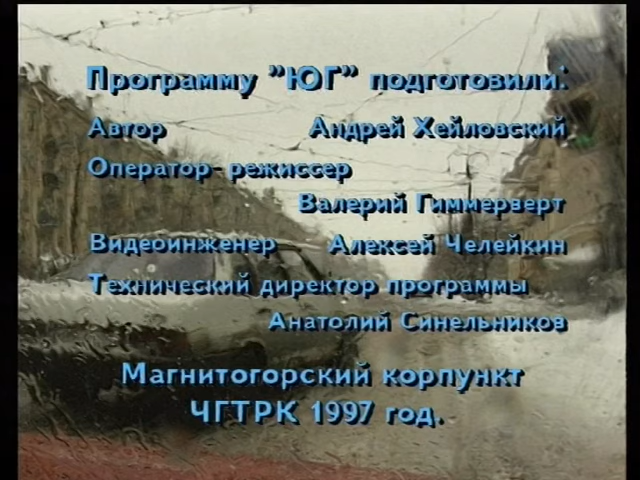 Программу "ЮГ" подготовили:
Автор Андрей Хейловский
Оператор- режиссер
Валерий Гиммерверт
Видеоинженер Алексей Челейкин
Технический директор программы
Анатолий Синельников
Магнитогорский корпункт
ЧГТРК 1997 год.